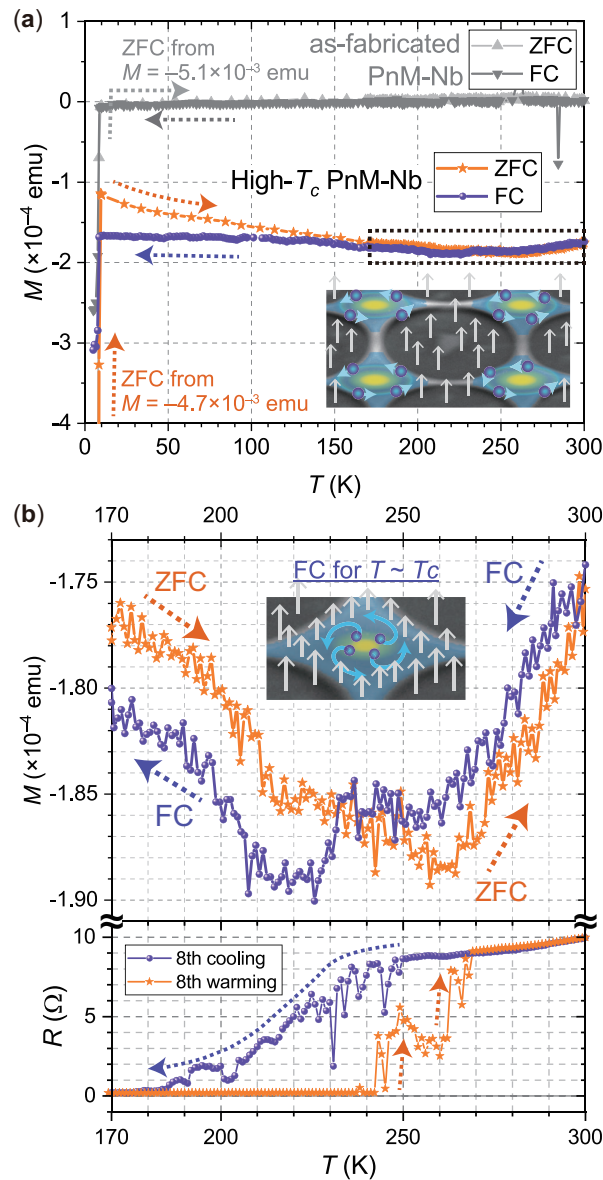 (a)
ZFC from
M = −5.1×10⁻³ emu
as-fabricated
PnM-Nb
ZFC
FC
High-Tc PnM-Nb
ZFC
FC
ZFC from
M = −4.7×10⁻³ emu
1
0
-1
-2
-3
-4
M (×10⁻⁴ emu)
0 50 100 150 200 250 300
T (K)
(b)
170 200 250 300
ZFC
FC for T ~ Tc
FC
FC
ZFC
-1.75
-1.80
-1.85
-1.90
M (×10⁻⁴ emu)
8th cooling
8th warming
10
5
0
R (Ω)
170 200 250 300
T (K)